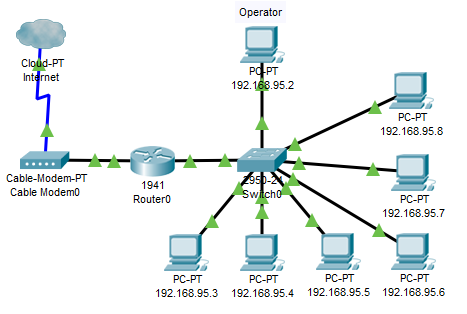 Operator
Cloud-PT
Internet
PC-PT
192.168.95.2
PC-PT
192.168.95.8
Cable-Modem-PT
Cable Modem0
1941
Router0
2950-24
Switch0
PC-PT
192.168.95.7
PC-PT
192.168.95.3
PC-PT
192.168.95.4
PC-PT
192.168.95.5
PC-PT
192.168.95.6